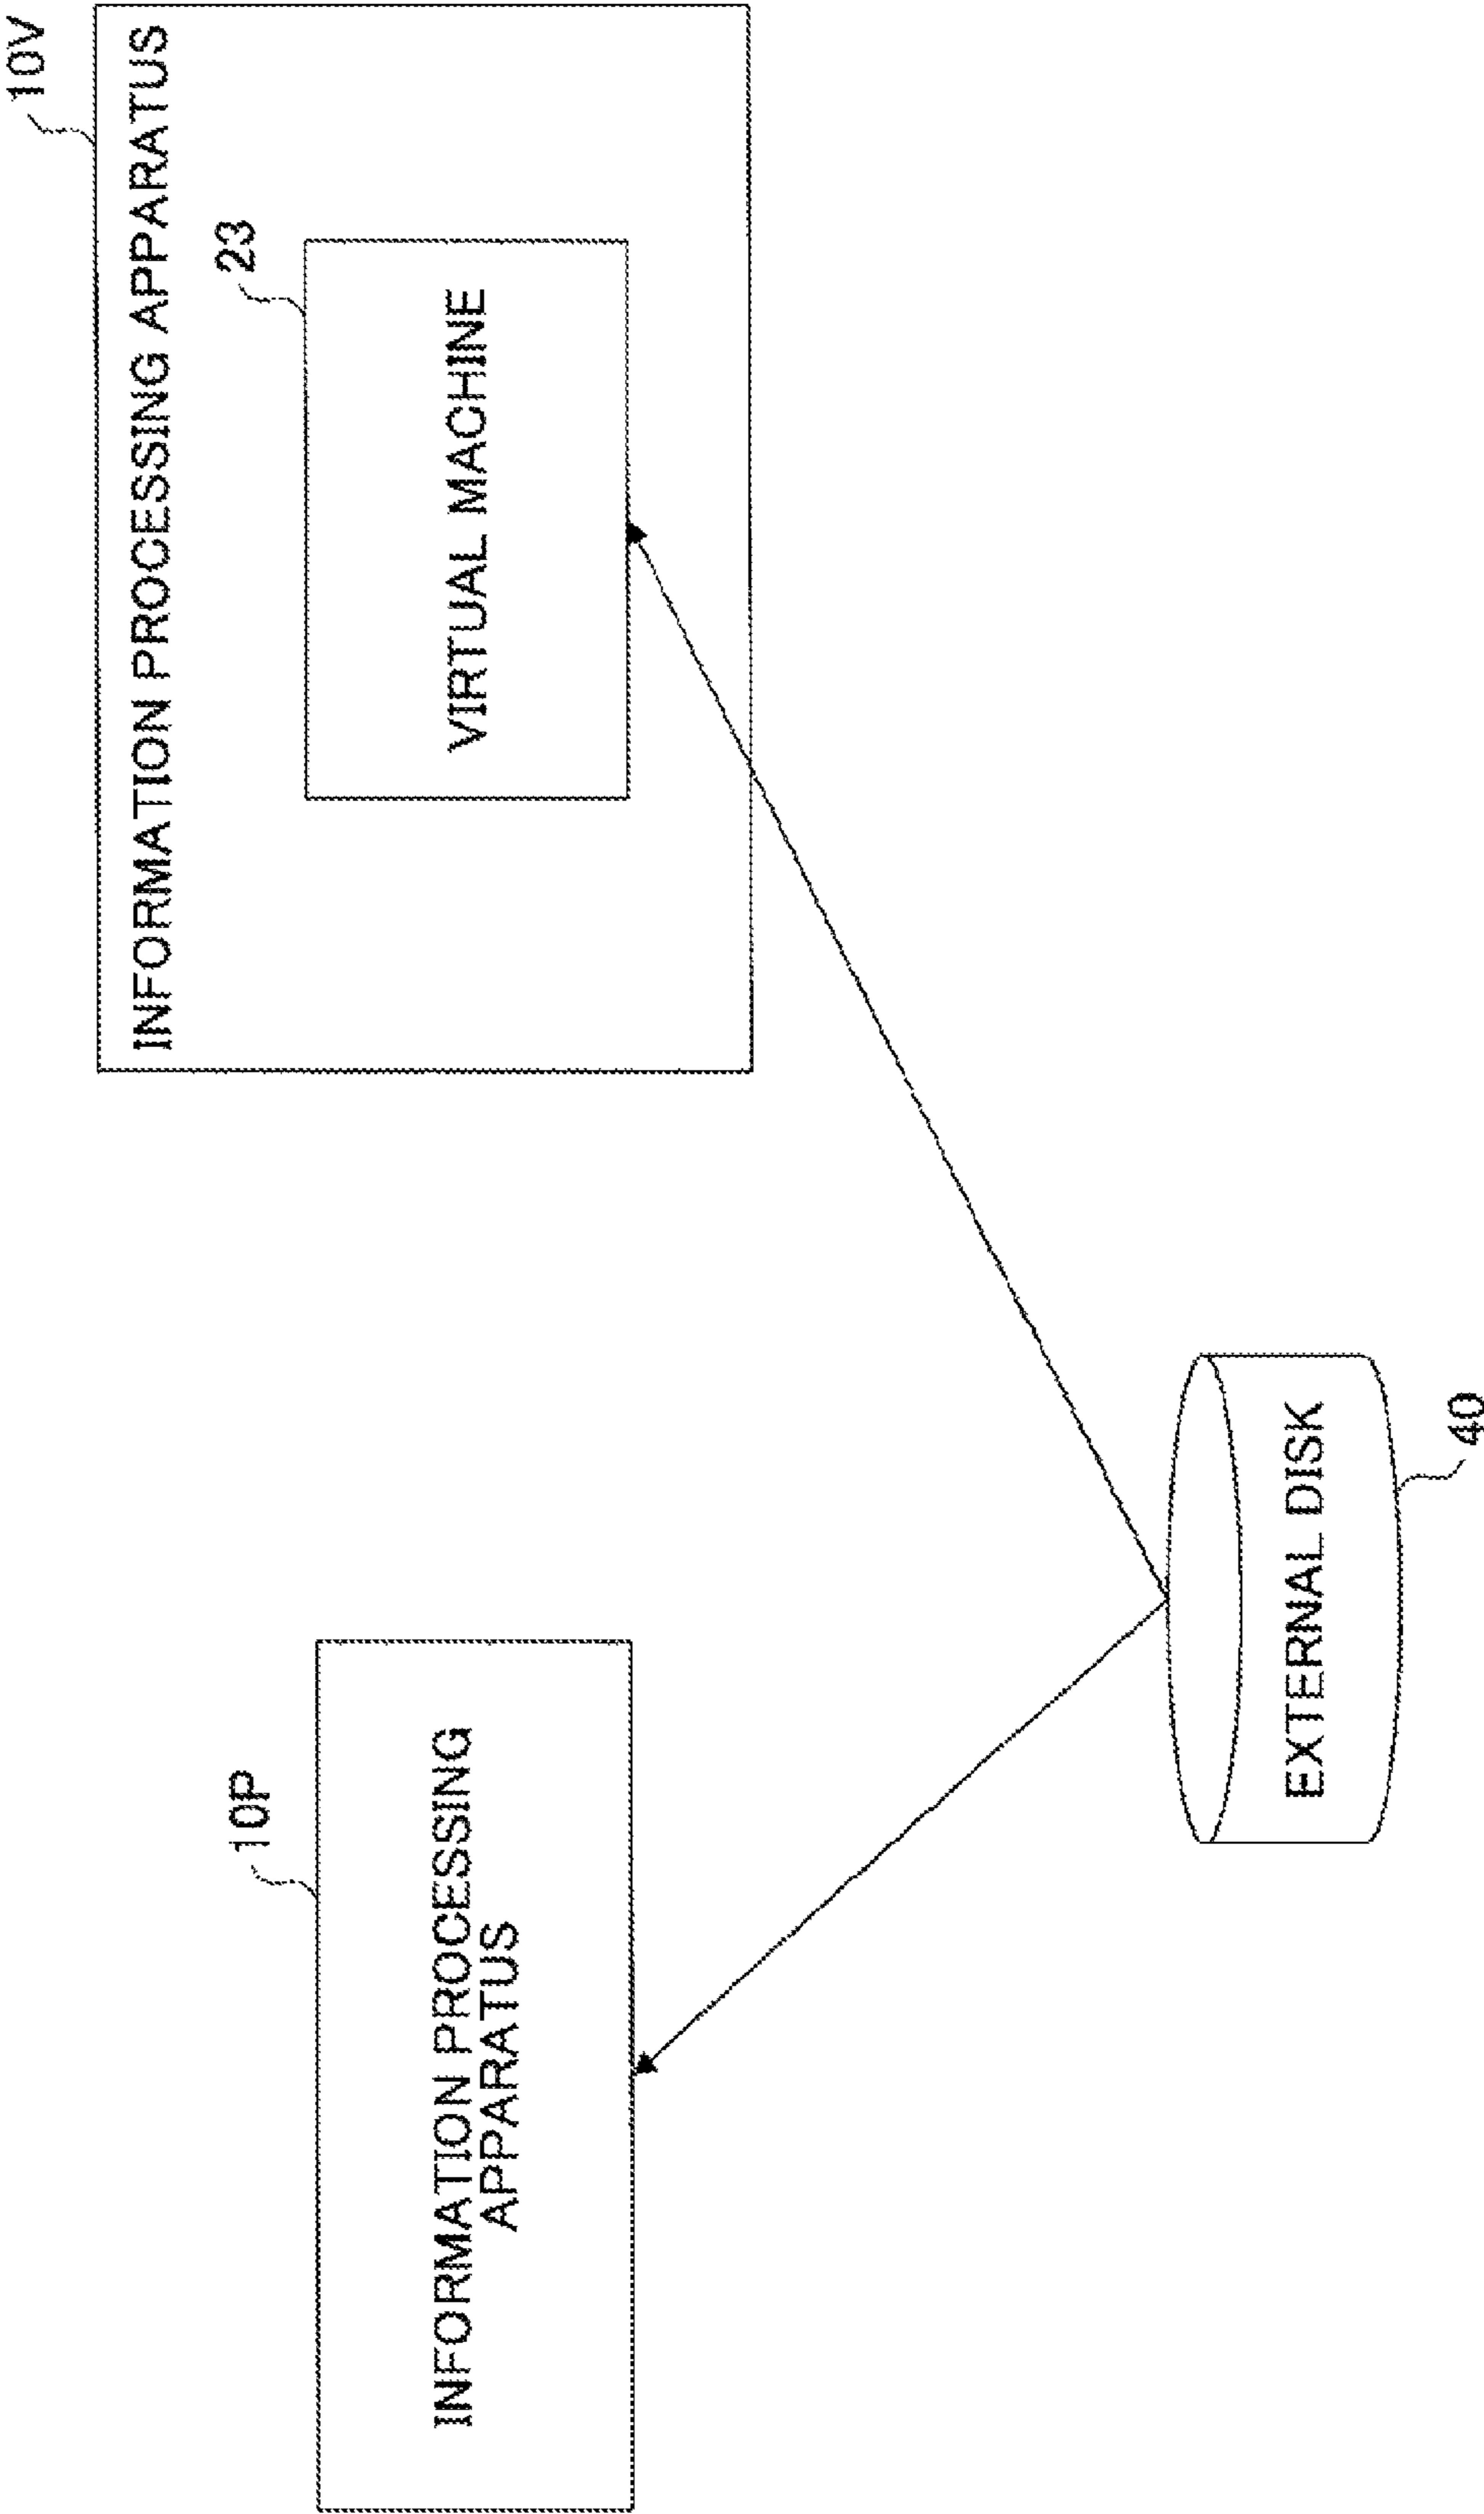 10P
INFORMATION PROCESSING
APPARATUS
10V
INFORMATION PROCESSING APPARATUS
23
VIRTUAL MACHINE
EXTERNAL DISK
40